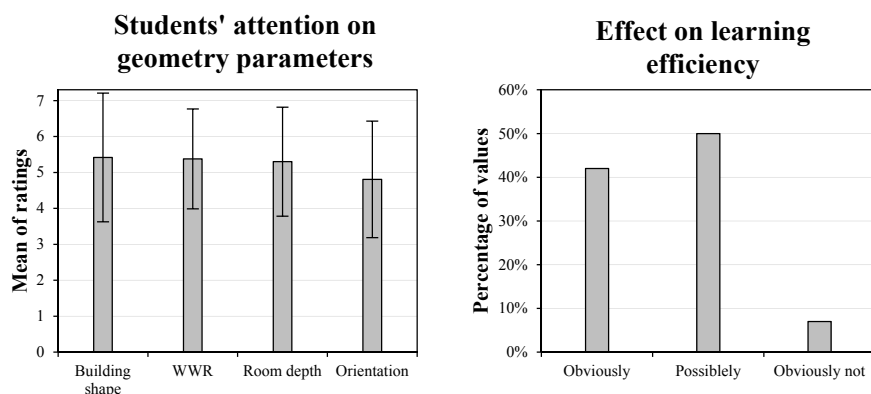 Students' attention on
geometry parameters
Mean of ratings
7
6
5
4
3
2
1
0
Building
shape
WWR
Room depth
Orientation
Effect on learning
efficiency
Percentage of values
60%
50%
40%
30%
20%
10%
0%
Obviously
Possiblely
Obviously not